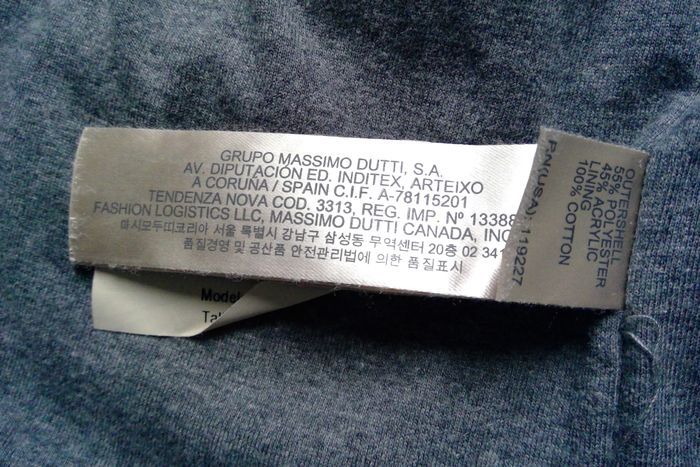 GRUPO MASSIMO DUTTI, S.A.
AV. DIPUTACIÓN ED. INDITEX, ARTEIXO
A CORUÑA / SPAIN C.I.F. A-78115201
TENDENZA NOVA COD. 3313, REG. IMP. Nº 13388
FASHION LOGISTICS LLC, MASSIMO DUTTI CANADA, INC
마시모두띠코리아 서울 특별시 강남구 삼성동 무역센터 20층 02 341
품질경영 및 공산품 안전관리법에 의한 품질표시
Model
OUTERSHELL
55% POLYESTER
45% ACRYLIC
LINING
100% COTTON
RN(USA): 119227